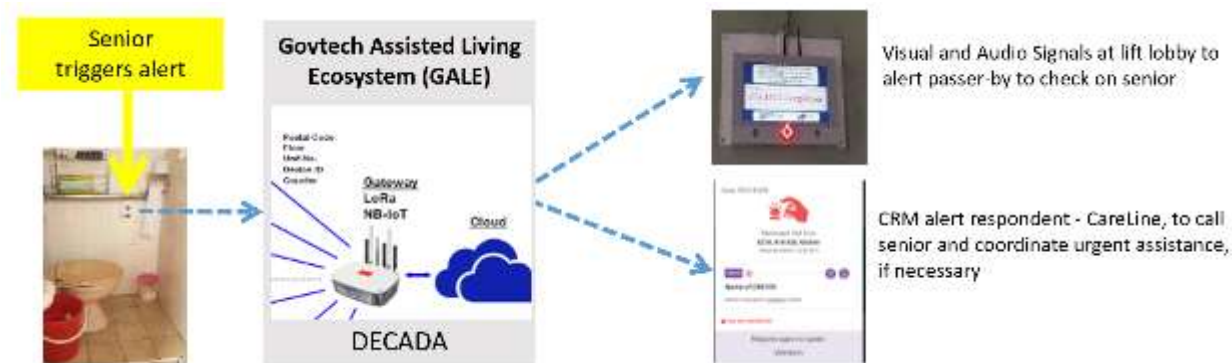 Senior
triggers alert
Govtech Assisted Living
Ecosystem (GALE)
Postal Code
Floor
Unit No.
Device ID
Counter
Gateway
LoRa
NB-IoT
Cloud
DECADA
Visual and Audio Signals at lift lobby to
alert passer-by to check on senior
CRM alert respondent - CareLine, to call
senior and coordinate urgent assistance,
if necessary